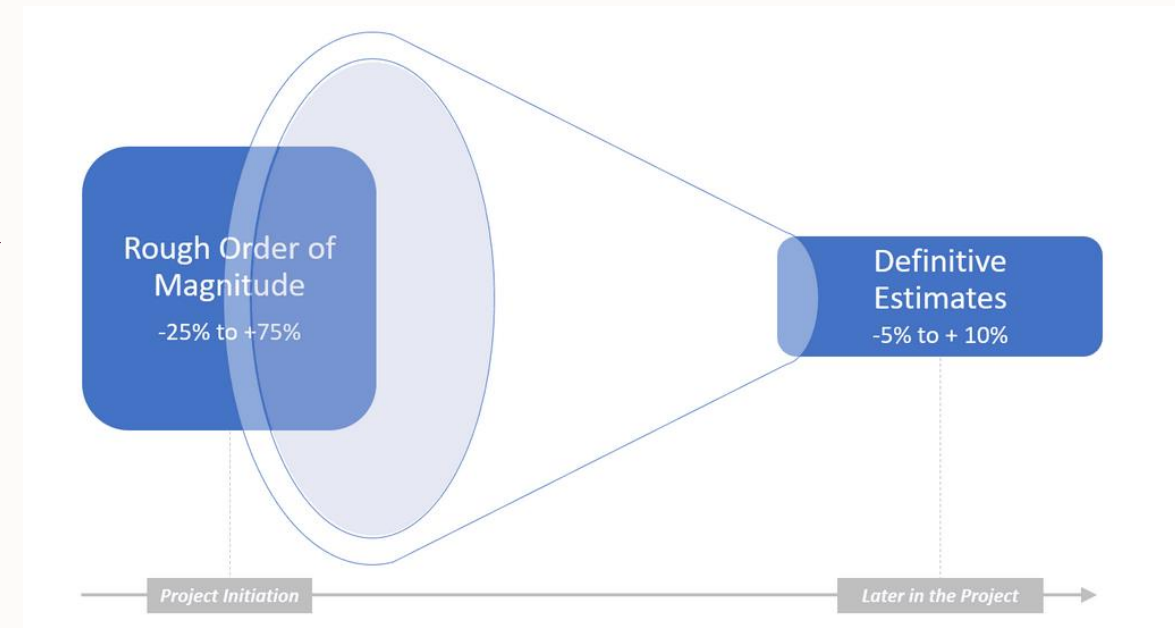 Rough Order of
Magnitude
-25% to +75%
Definitive
Estimates
-5% to + 10%
Project Initiation
Later in the Project